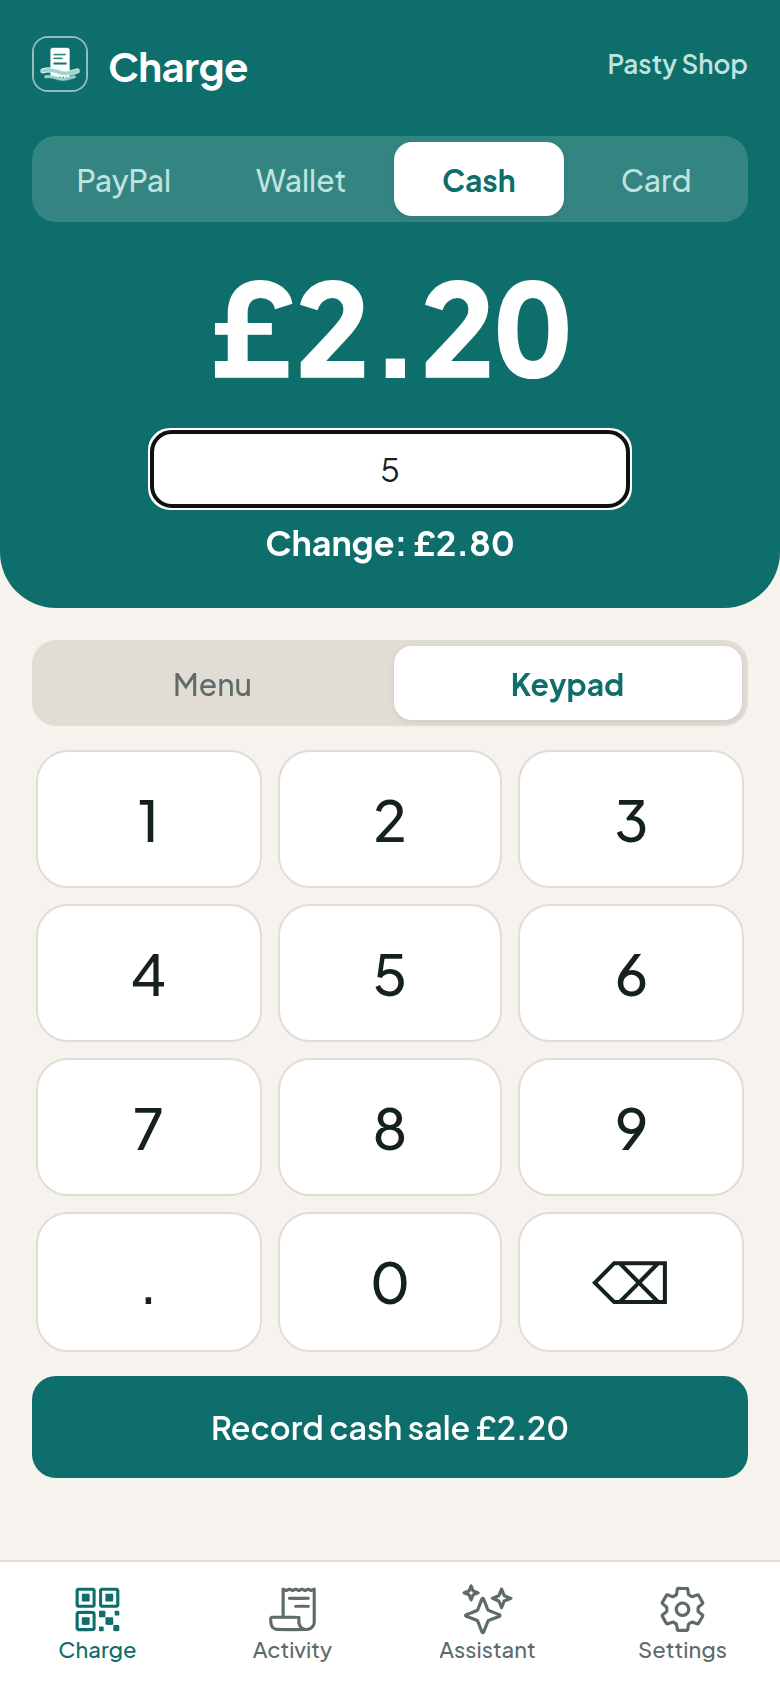 Charge
Pasty Shop
PayPal Wallet Cash Card
£2.20
5
Change: £2.80
Menu Keypad
1 2 3
4 5 6
7 8 9
. 0 ⌫
Record cash sale £2.20
Charge Activity Assistant Settings